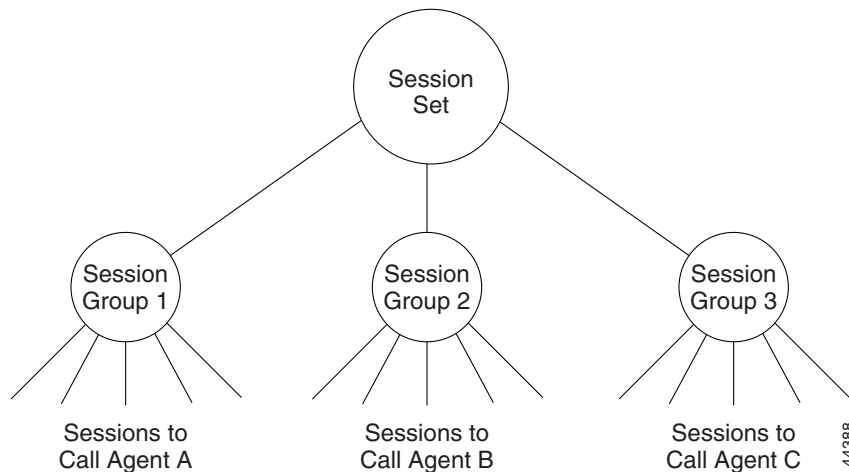 Session
Set
Session
Group 1
Session
Group 2
Session
Group 3
Sessions to
Call Agent A
Sessions to
Call Agent B
Sessions to
Call Agent C
44388